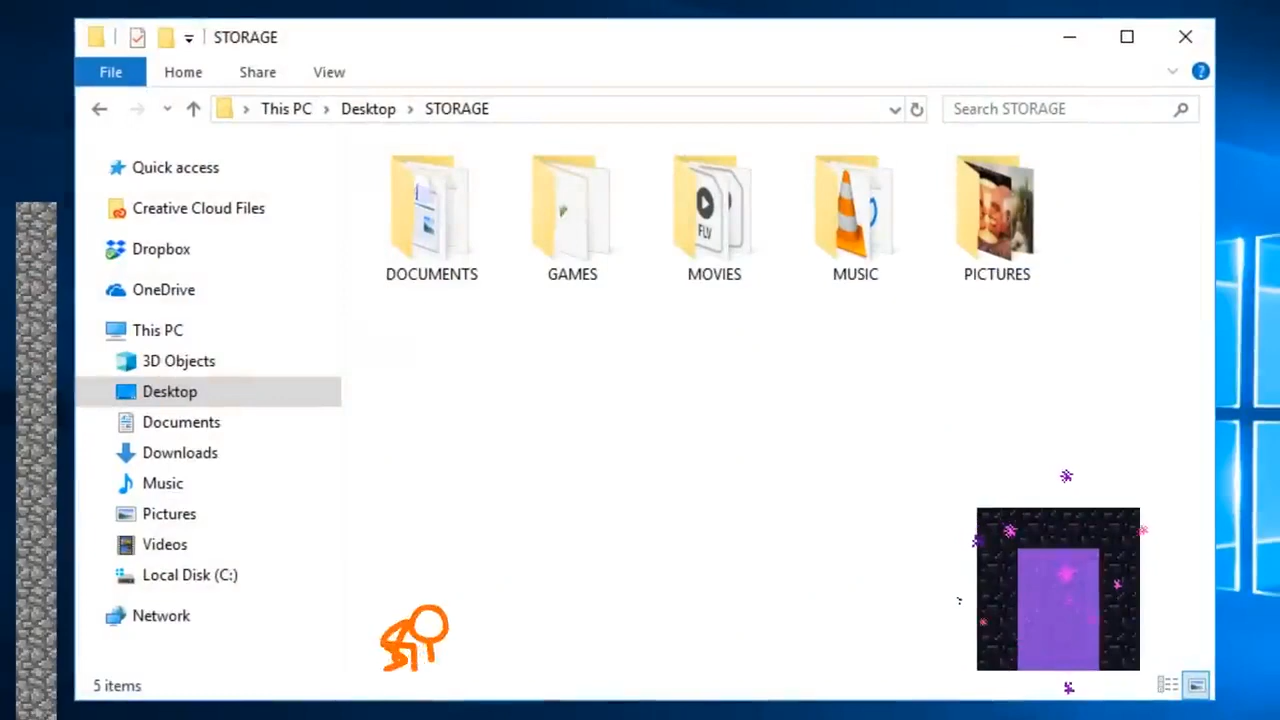 STORAGE
File Home Share View
This PC Desktop STORAGE Search STORAGE
Quick access
Creative Cloud Files
Dropbox
OneDrive
This PC
3D Objects
Desktop
Documents
Downloads
Music
Pictures
Videos
Local Disk (C:)
Network
DOCUMENTS GAMES MOVIES MUSIC PICTURES
FLV
5 items